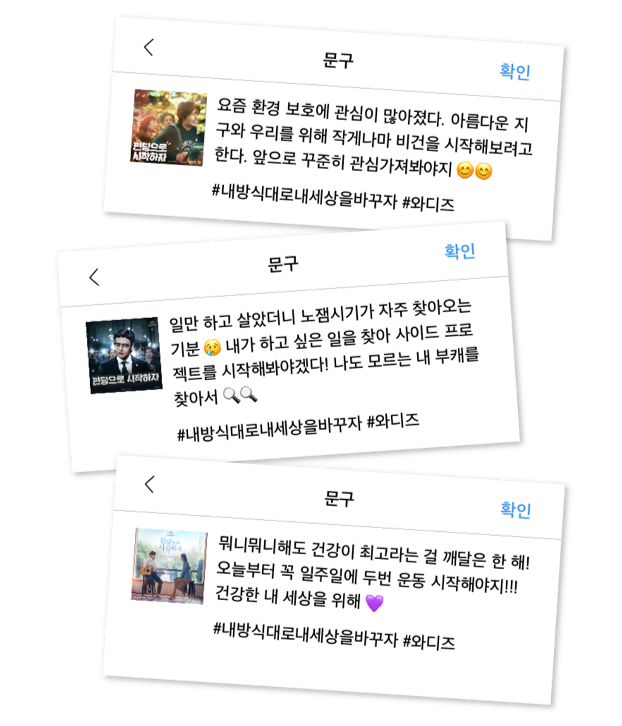 문구
확인
펀딩으로
시작하자
요즘 환경 보호에 관심이 많아졌다. 아름다운 지
구와 우리를 위해 작게나마 비건을 시작해보려고
한다. 앞으로 꾸준히 관심가져봐야지 😊😊
#내방식대로내세상을바꾸자 #와디즈
문구
확인
펀딩으로 시작하자
일만 하고 살았더니 노잼시기가 자주 찾아오는
기분 😢 내가 하고 싶은 일을 찾아 사이드 프로
젝트를 시작해봐야겠다! 나도 모르는 내 부캐를
찾아서 🔍🔍
#내방식대로내세상을바꾸자 #와디즈
문구
확인
펀딩으로
시작하자
뭐니뭐니해도 건강이 최고라는 걸 깨달은 한 해!
오늘부터 꼭 일주일에 두번 운동 시작해야지!!!
건강한 내 세상을 위해 💜
#내방식대로내세상을바꾸자 #와디즈